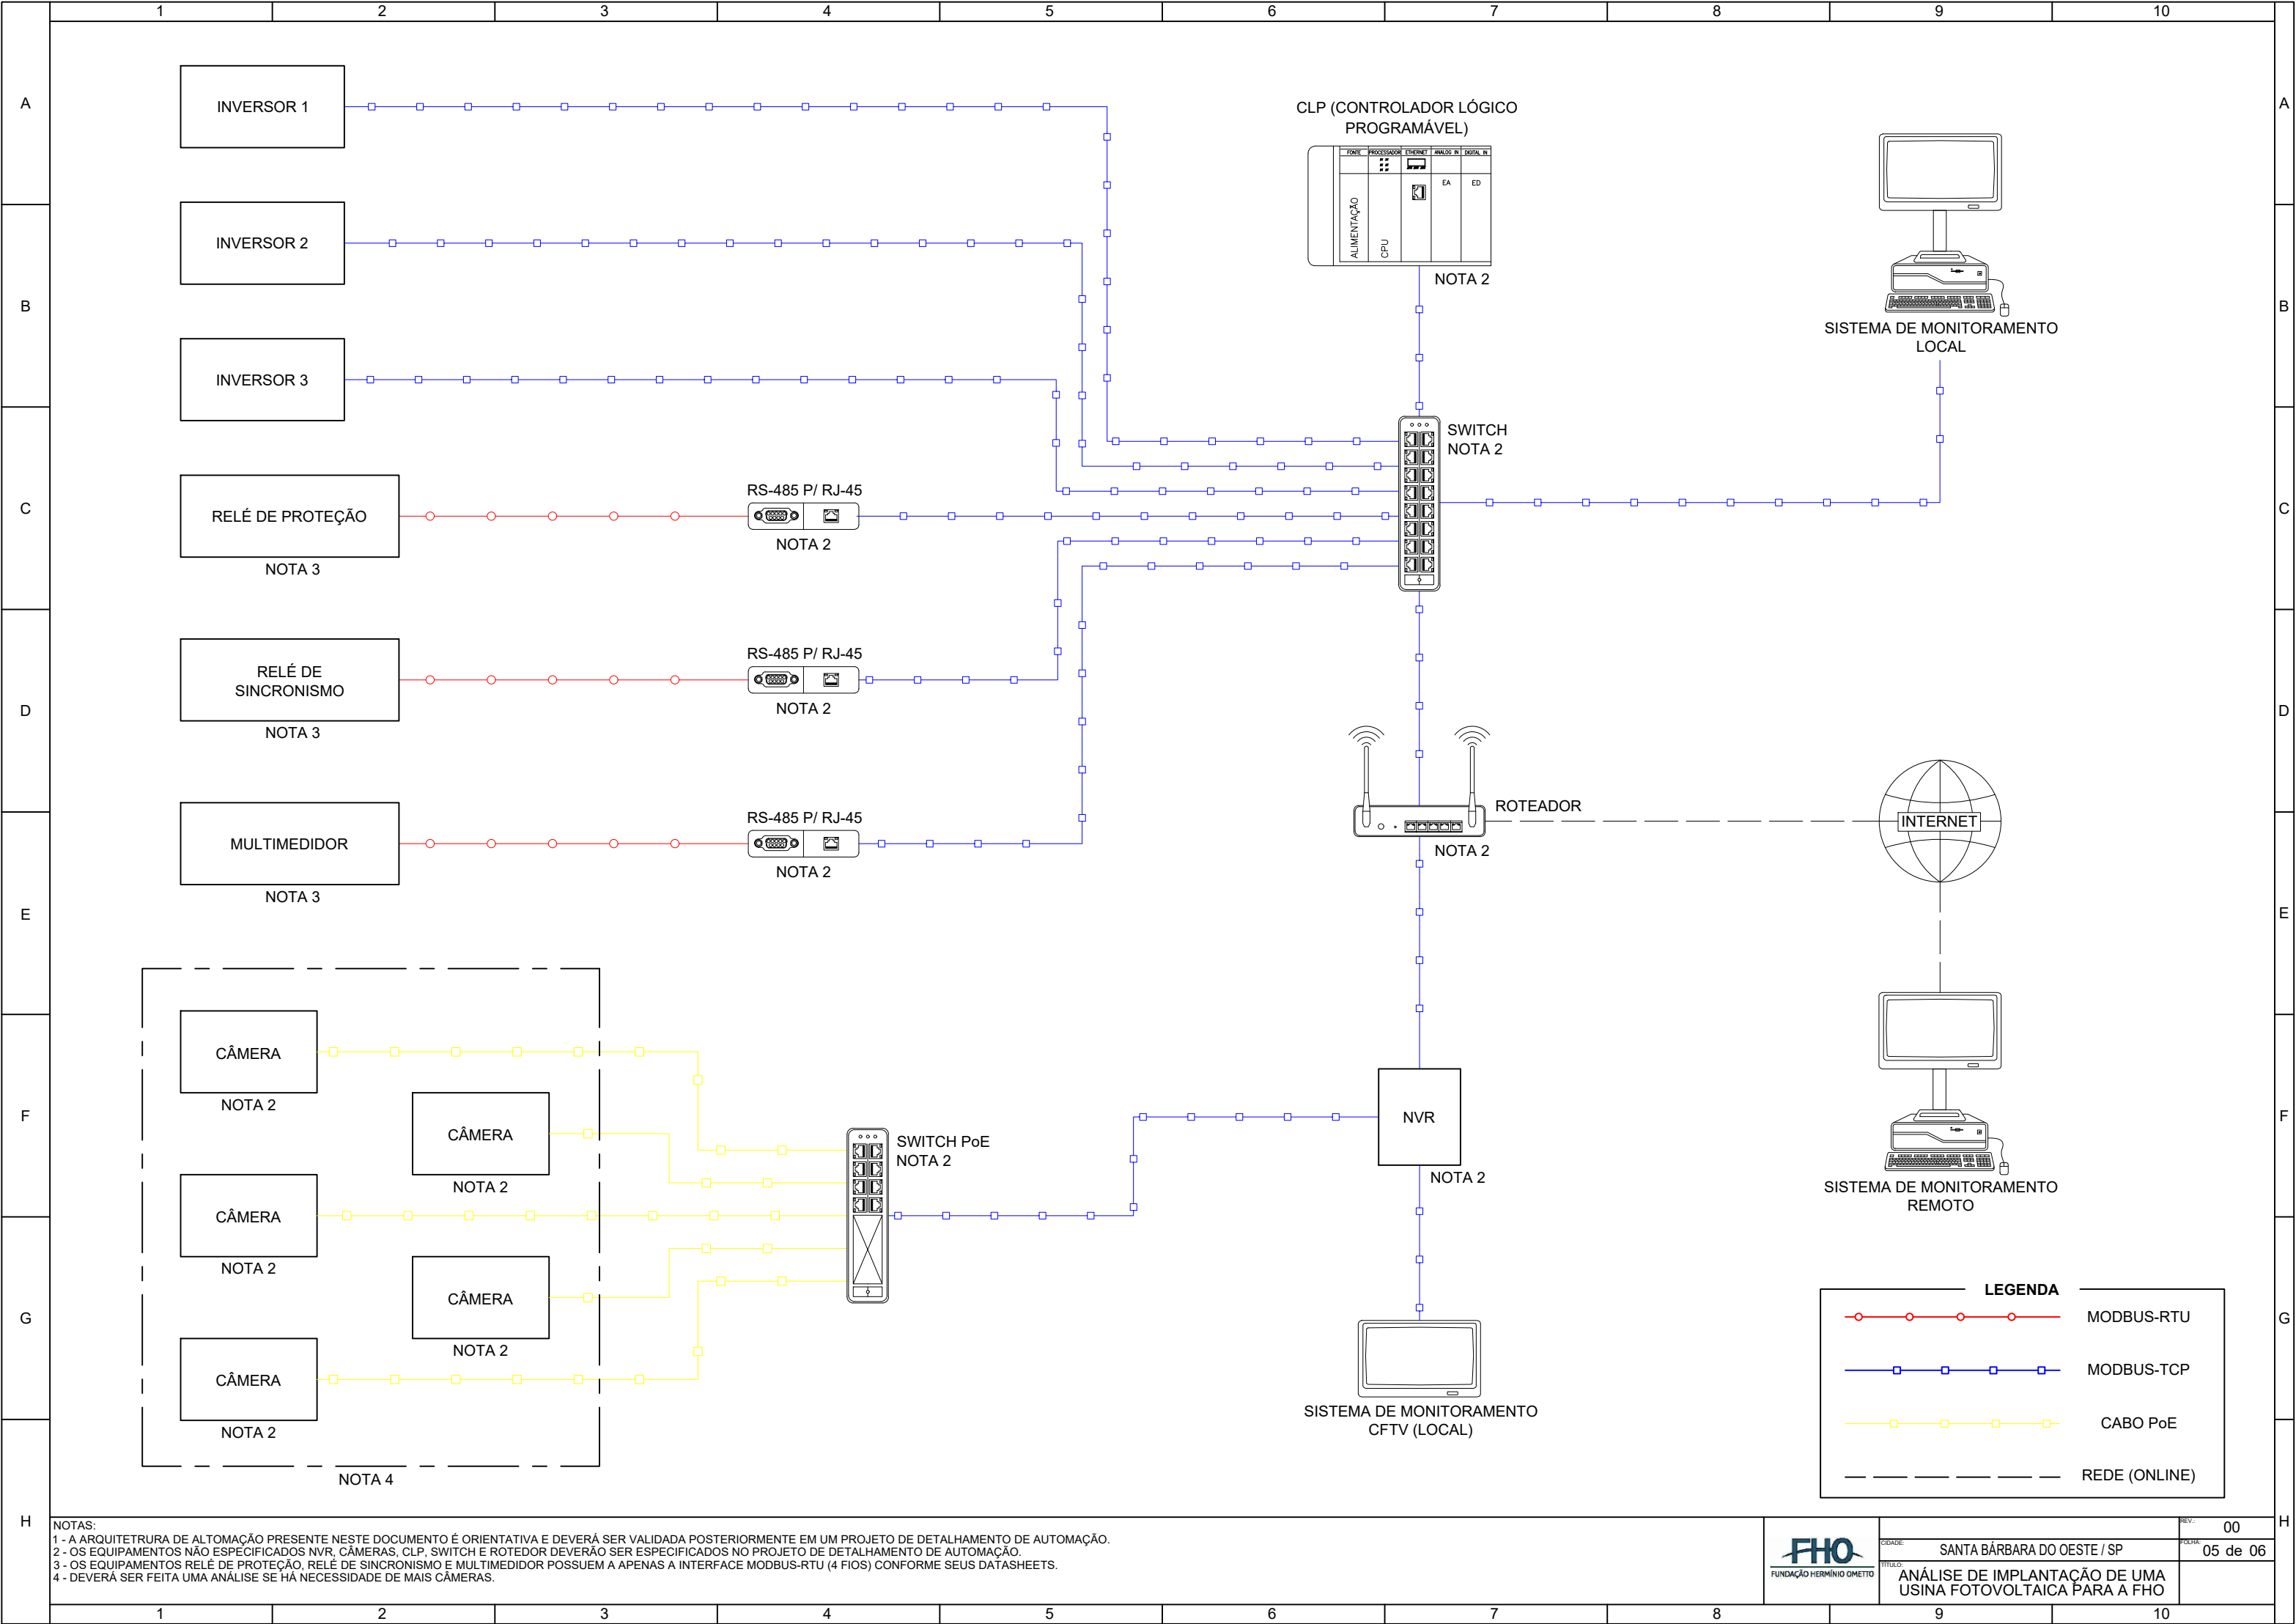 1 2 3 4 5 6 7 8 9 10
A
B
C
D
E
F
G
H
A
B
C
D
E
F
G
H
INVERSOR 1
INVERSOR 2
INVERSOR 3
RELÉ DE PROTEÇÃO
NOTA 3
RELÉ DE
SINCRONISMO
NOTA 3
MULTIMEDIDOR
NOTA 3
RS-485 P/ RJ-45
NOTA 2
RS-485 P/ RJ-45
NOTA 2
RS-485 P/ RJ-45
NOTA 2
CLP (CONTROLADOR LÓGICO
PROGRAMÁVEL)
FONTE PROCESSADOR ETHERNET ANALOG IN DIGITAL IN
EA ED
ALIMENTAÇÃO
CPU
NOTA 2
SWITCH
NOTA 2
SISTEMA DE MONITORAMENTO
LOCAL
ROTEADOR
NOTA 2
INTERNET
SISTEMA DE MONITORAMENTO
REMOTO
CÂMERA
NOTA 2
CÂMERA
NOTA 2
CÂMERA
NOTA 2
CÂMERA
NOTA 2
CÂMERA
NOTA 2
NOTA 4
SWITCH PoE
NOTA 2
NVR
NOTA 2
SISTEMA DE MONITORAMENTO
CFTV (LOCAL)
LEGENDA
MODBUS-RTU
MODBUS-TCP
CABO PoE
REDE (ONLINE)
NOTAS:
1 - A ARQUITETRURA DE ALTOMAÇÃO PRESENTE NESTE DOCUMENTO É ORIENTATIVA E DEVERÁ SER VALIDADA POSTERIORMENTE EM UM PROJETO DE DETALHAMENTO DE AUTOMAÇÃO.
2 - OS EQUIPAMENTOS NÃO ESPECIFICADOS NVR, CÂMERAS, CLP, SWITCH E ROTEDOR DEVERÃO SER ESPECIFICADOS NO PROJETO DE DETALHAMENTO DE AUTOMAÇÃO.
3 - OS EQUIPAMENTOS RELÉ DE PROTEÇÃO, RELÉ DE SINCRONISMO E MULTIMEDIDOR POSSUEM A APENAS A INTERFACE MODBUS-RTU (4 FIOS) CONFORME SEUS DATASHEETS.
4 - DEVERÁ SER FEITA UMA ANÁLISE SE HÁ NECESSIDADE DE MAIS CÂMERAS.
FHO
FUNDAÇÃO HERMÍNIO OMETTO
REV.: 00
CIDADE: SANTA BÁRBARA DO OESTE / SP
FOLHA: 05 de 06
TÍTULO: ANÁLISE DE IMPLANTAÇÃO DE UMA
USINA FOTOVOLTAICA PARA A FHO
1 2 3 4 5 6 7 8 9 10